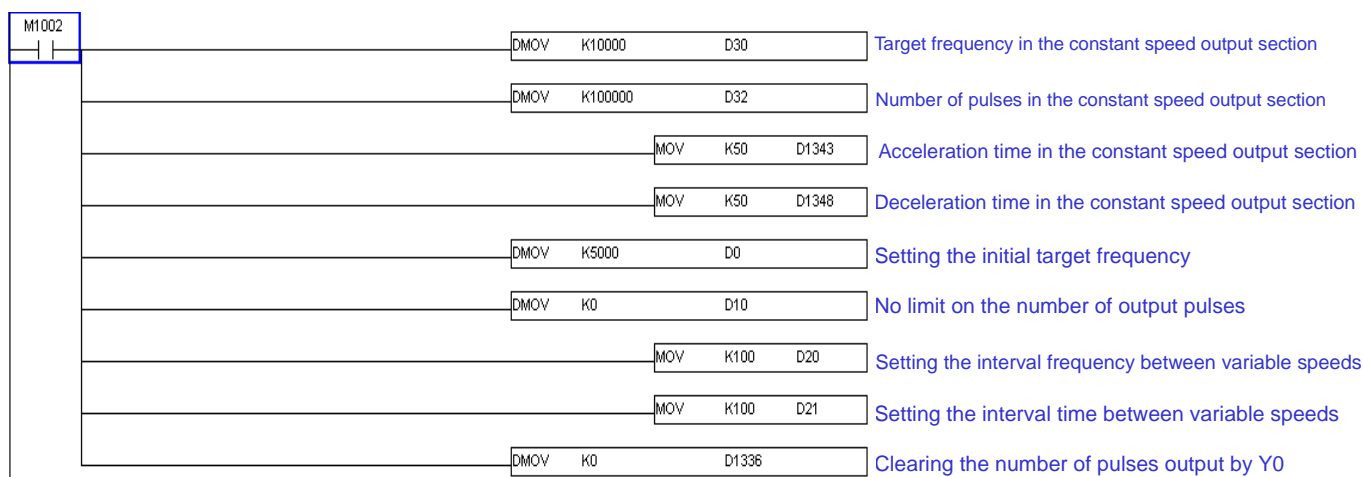 M1002
DMOV K10000 D30 Target frequency in the constant speed output section
DMOV K100000 D32 Number of pulses in the constant speed output section
MOV K50 D1343 Acceleration time in the constant speed output section
MOV K50 D1348 Deceleration time in the constant speed output section
DMOV K5000 D0 Setting the initial target frequency
DMOV K0 D10 No limit on the number of output pulses
MOV K100 D20 Setting the interval frequency between variable speeds
MOV K100 D21 Setting the interval time between variable speeds
DMOV K0 D1336 Clearing the number of pulses output by Y0